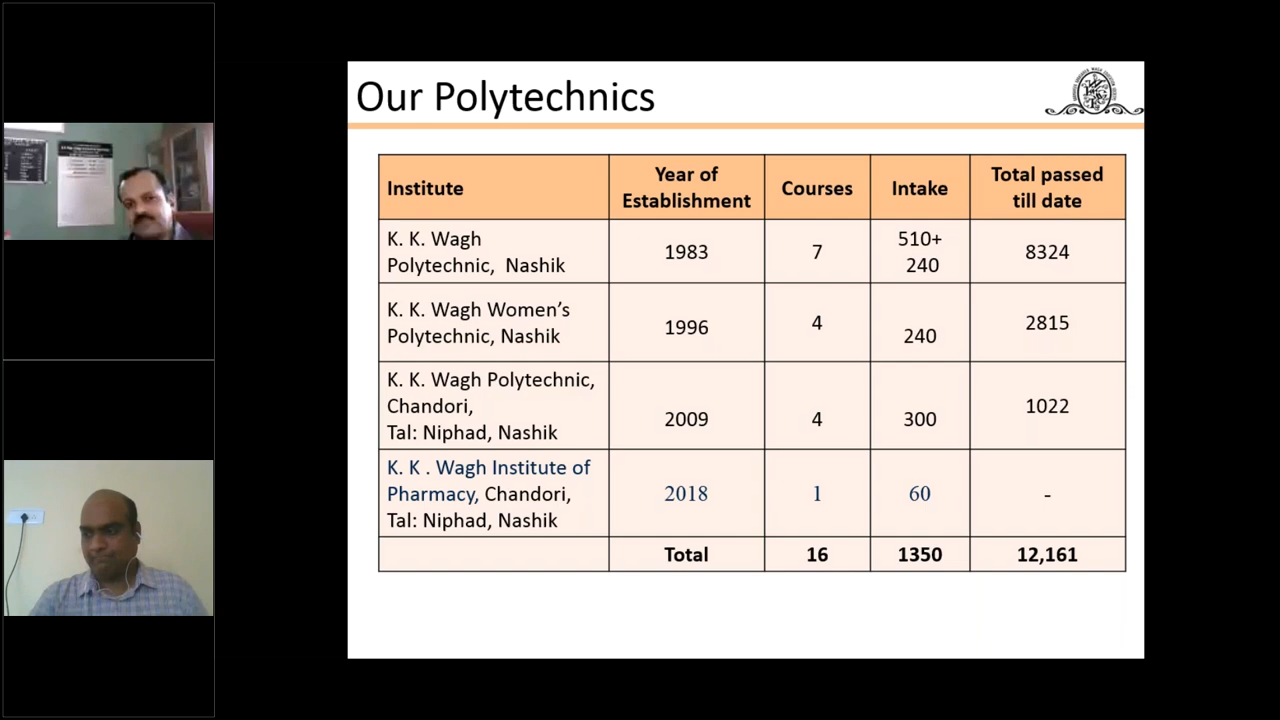 Our Polytechnics
Institute
Year of
Establishment
Courses
Intake
Total passed
till date
K. K. Wagh
Polytechnic, Nashik
1983
7
510+
240
8324
K. K. Wagh Women’s
Polytechnic, Nashik
1996
4
240
2815
K. K. Wagh Polytechnic,
Chandori,
Tal: Niphad, Nashik
2009
4
300
1022
K. K . Wagh Institute of
Pharmacy, Chandori,
Tal: Niphad, Nashik
2018
1
60
-
Total
16
1350
12,161